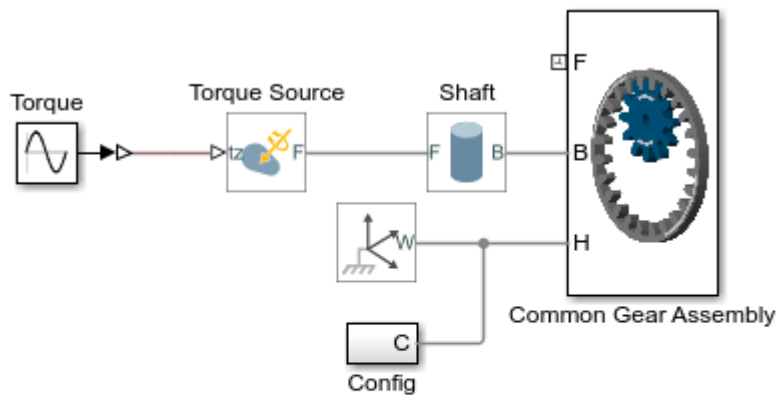 Torque
Torque Source
Shaft
F
tz
F
F
B
B
W
H
Common Gear Assembly
C
Config